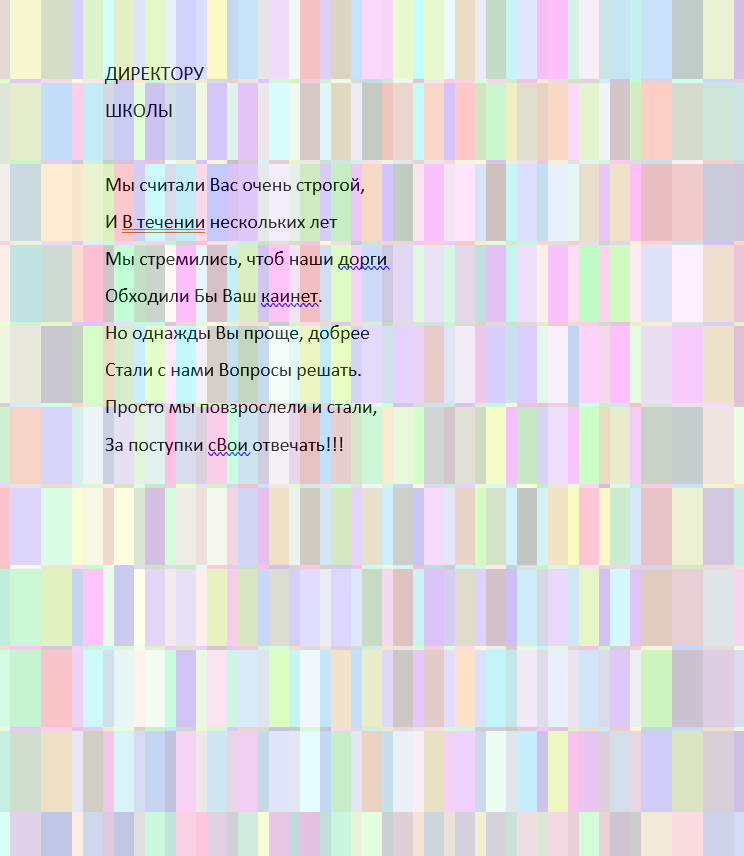 ДИРЕКТОРУ
ШКОЛЫ
Мы считали Вас очень строгой,
И В течении нескольких лет
Мы стремились, чтоб наши дорги
Обходили Бы Ваш каинет.
Но однажды Вы проще, добрее
Стали с нами Вопросы решать.
Просто мы повзрослели и стали,
За поступки сВои отвечать!!!